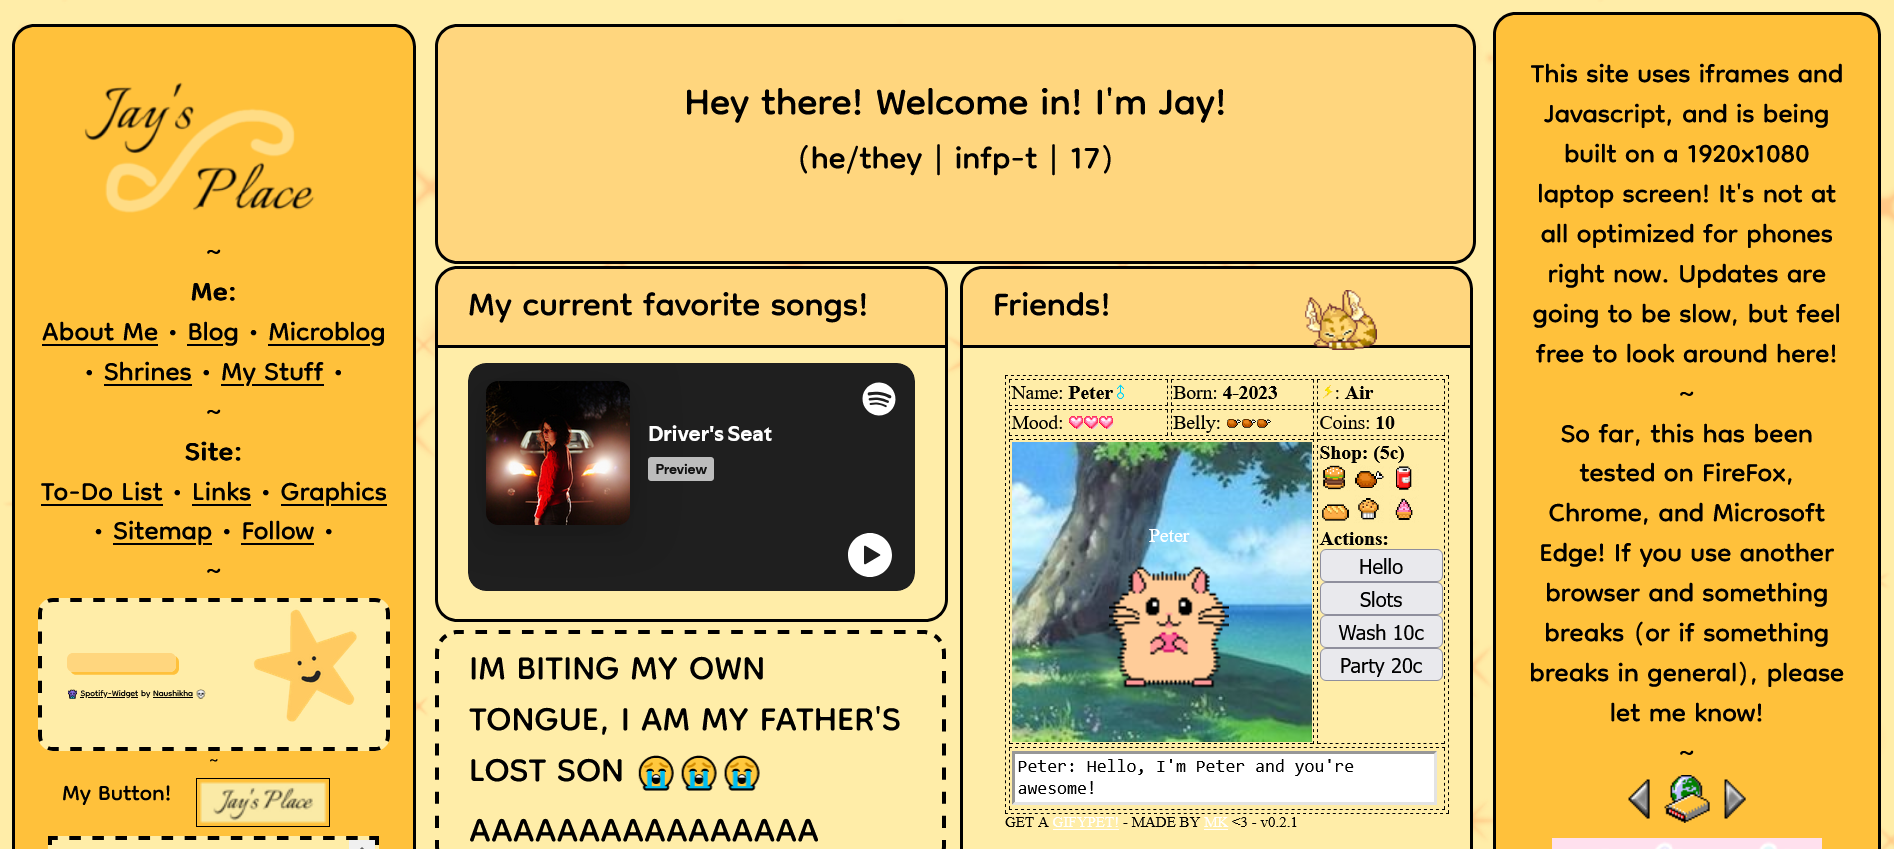 Jay's
Place
~
Me:
About Me • Blog • Microblog
• Shrines • My Stuff •
~
Site:
To-Do List • Links • Graphics
• Sitemap • Follow •
~
Spotify-Widget by Naushikha
~
My Button!
Jay's Place
Hey there! Welcome in! I'm Jay!
(he/they | infp-t | 17)
My current favorite songs!
Driver's Seat
Preview
IM BITING MY OWN
TONGUE, I AM MY FATHER'S
LOST SON 😭😭😭
AAAAAAAAAAAAAAAA
Friends!
Name: Peter
Born: 4-2023
⚡: Air
Mood:
Belly:
Coins: 10
Peter
Shop: (5c)
Actions:
Hello
Slots
Wash 10c
Party 20c
Peter: Hello, I'm Peter and you're
awesome!
GET A GIFYPET! - MADE BY MK <3 - v0.2.1
This site uses iframes and
Javascript, and is being
built on a 1920x1080
laptop screen! It's not at
all optimized for phones
right now. Updates are
going to be slow, but feel
free to look around here!
~
So far, this has been
tested on FireFox,
Chrome, and Microsoft
Edge! If you use another
browser and something
breaks (or if something
breaks in general), please
let me know!
~